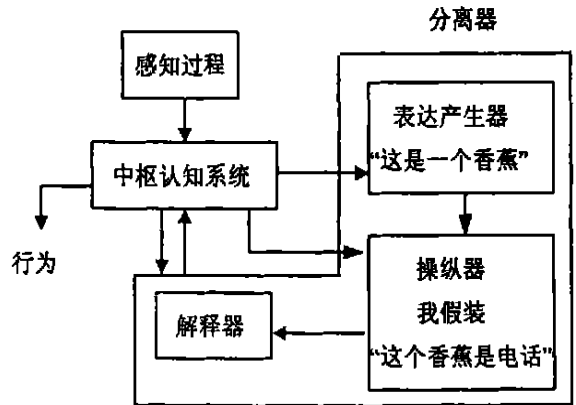 分离器
感知过程
表达产生器
“这是一个香蕉”
中枢认知系统
行为
操纵器
我假装
“这个香蕉是电话”
解释器